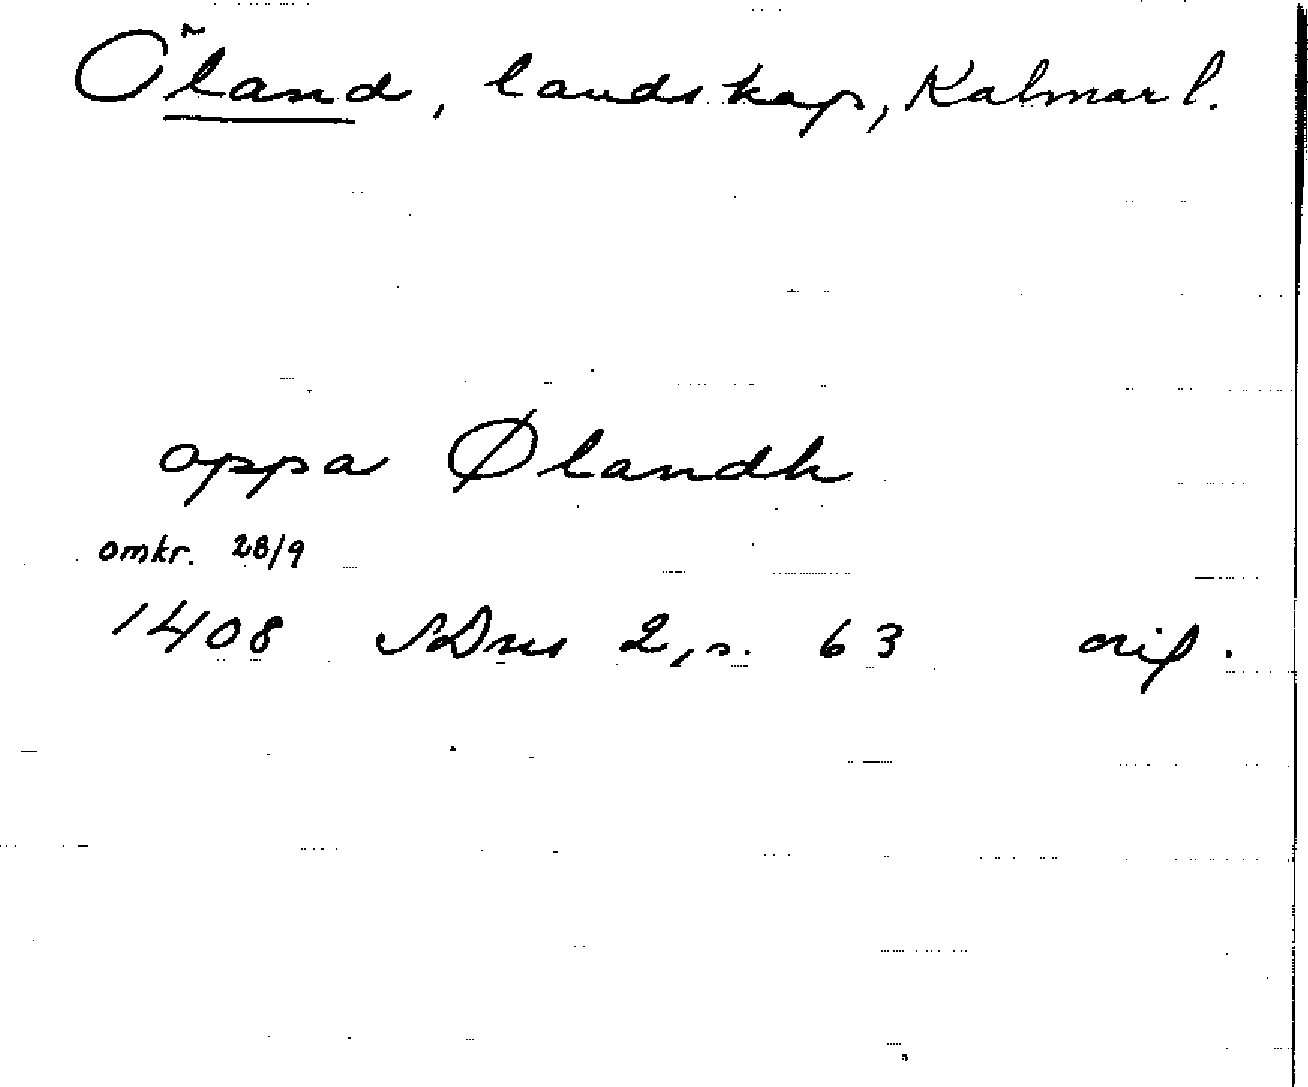 Öland, landskap, Kalmar l.
oppa Ølandh
omkr. 28/9
1408 SDns 2, s. 63 orig.